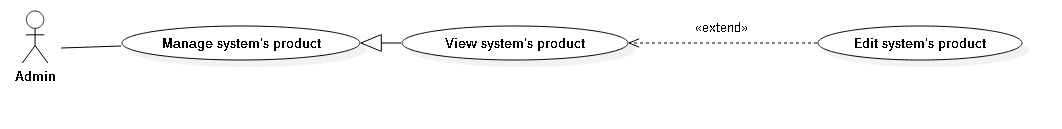 Admin
Manage system's product
View system's product
«extend»
Edit system's product